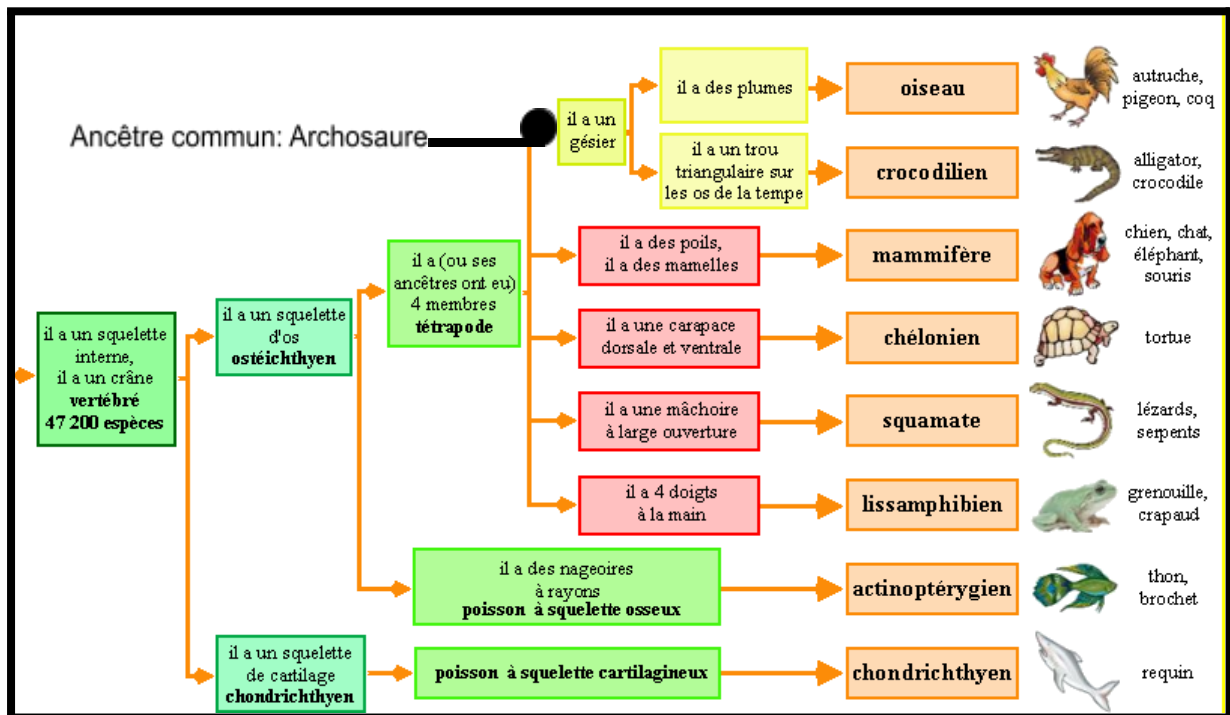 il a des plumes
oiseau
autruche,
pigeon, coq
Ancêtre commun: Archosaure
il a un
gésier
il a un trou
triangulaire sur
les os de la tempe
crocodilien
alligator,
crocodile
il a des poils,
il a des mamelles
mammifère
chien, chat,
éléphant,
souris
il a (ou ses
ancêtres ont eu)
4 membres
tétrapode
il a un squelette
d'os
ostéichthyen
il a une carapace
dorsale et ventrale
chélonien
tortue
il a un squelette
interne,
il a un crâne
vertébré
47 200 espèces
il a une mâchoire
à large ouverture
squamate
lézards,
serpents
il a 4 doigts
à la main
lissamphibien
grenouille,
crapaud
il a des nageoires
à rayons
poisson à squelette osseux
actinoptérygien
thon,
brochet
il a un squelette
de cartilage
chondrichthyen
poisson à squelette cartilagineux
chondrichthyen
requin